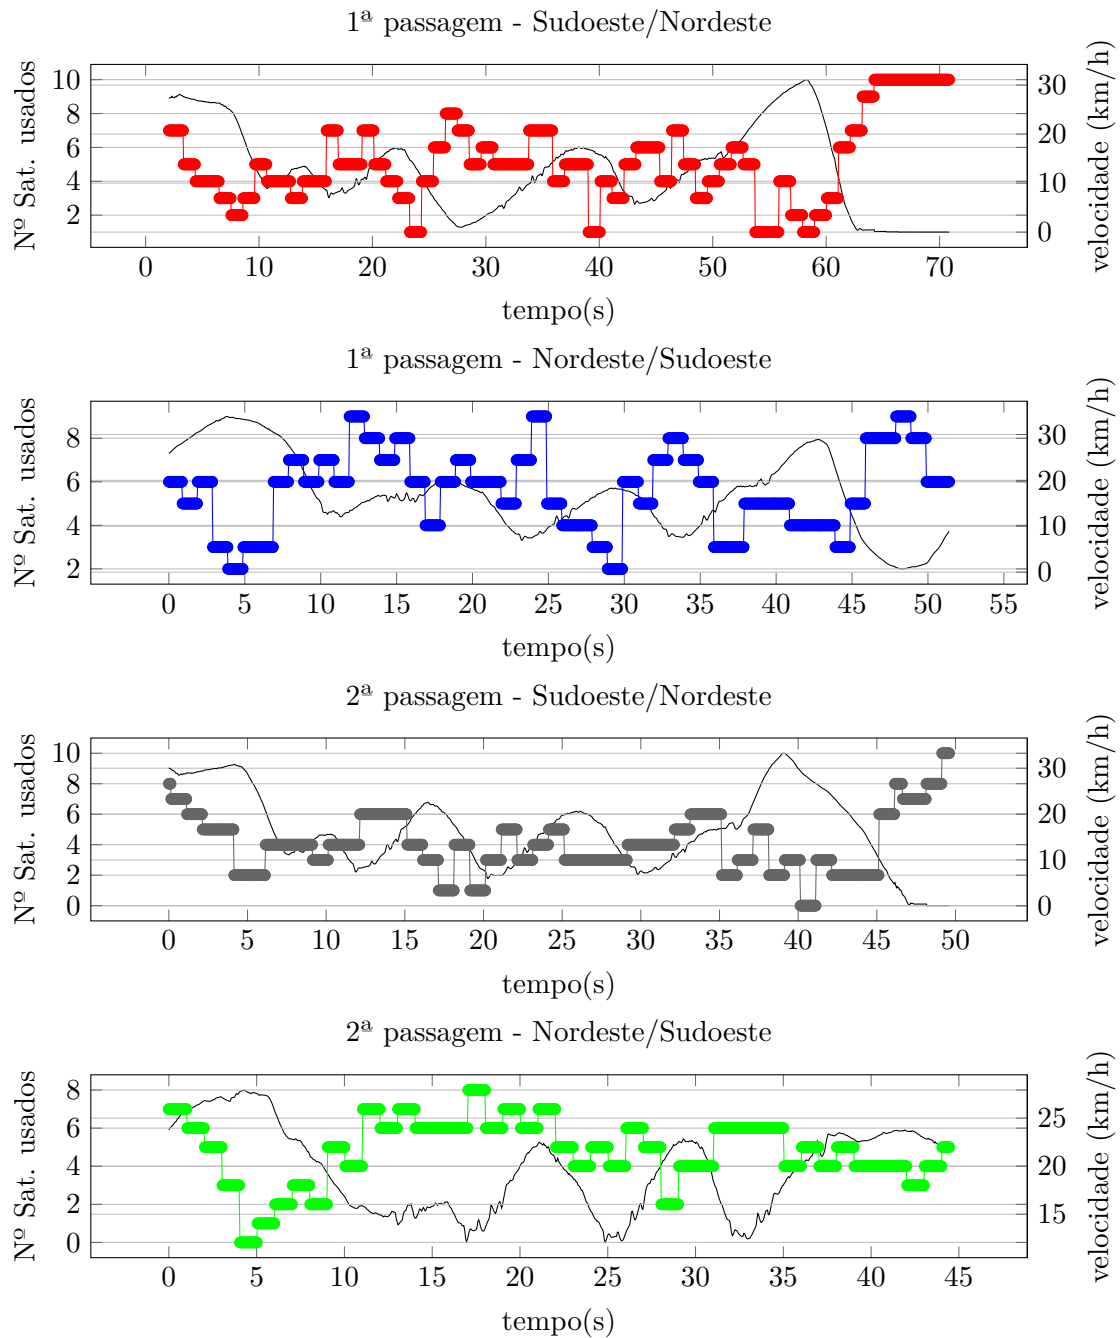 1ª passagem - Sudoeste/Nordeste
Nº Sat. usados
10
8
6
4
2
30
20
10
0
velocidade (km/h)
0 10 20 30 40 50 60 70
tempo(s)
1ª passagem - Nordeste/Sudoeste
Nº Sat. usados
8
6
4
2
30
20
10
0
velocidade (km/h)
0 5 10 15 20 25 30 35 40 45 50 55
tempo(s)
2ª passagem - Sudoeste/Nordeste
Nº Sat. usados
10
8
6
4
2
0
30
20
10
0
velocidade (km/h)
0 5 10 15 20 25 30 35 40 45 50
tempo(s)
2ª passagem - Nordeste/Sudoeste
Nº Sat. usados
8
6
4
2
0
25
20
15
velocidade (km/h)
0 5 10 15 20 25 30 35 40 45
tempo(s)